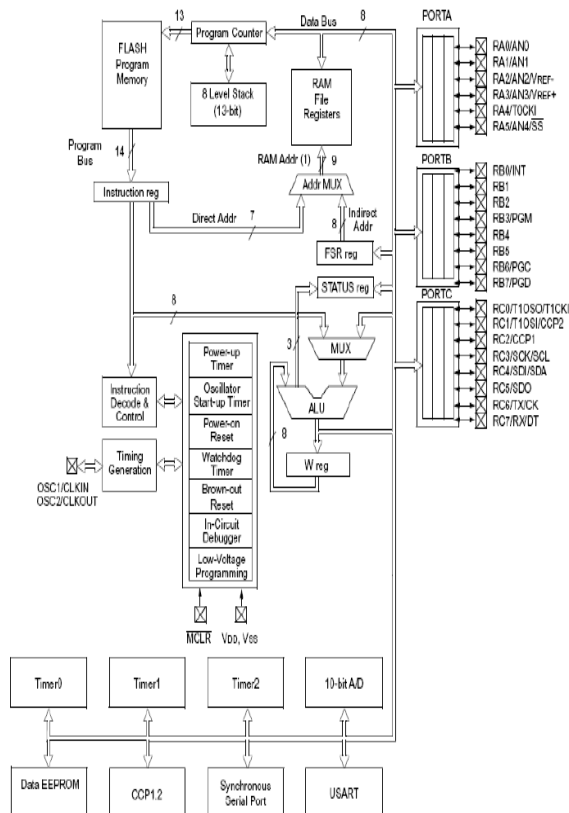 13
Data Bus
8
PORTA
FLASH
Program
Memory
Program Counter
8 Level Stack
(13-bit)
RAM
File
Registers
RA0/AN0
RA1/AN1
RA2/AN2/VREF-
RA3/AN3/VREF+
RA4/T0CKI
RA5/AN4/SS
Program
Bus
14
RAM Addr (1)
9
PORTB
Instruction reg
Addr MUX
Direct Addr
7
8
Indirect
Addr
FSR reg
RB0/INT
RB1
RB2
RB3/PGM
RB4
RB5
RB6/PGC
RB7/PGD
STATUS reg
PORTC
8
3
MUX
RC0/T1OSO/T1CKI
RC1/T1OSI/CCP2
RC2/CCP1
RC3/SCK/SCL
RC4/SDI/SDA
RC5/SDO
RC6/TX/CK
RC7/RX/DT
Instruction
Decode &
Control
Power-up
Timer
Oscillator
Start-up Timer
Power-on
Reset
Watchdog
Timer
Brown-out
Reset
In-Circuit
Debugger
Low-Voltage
Programming
ALU
8
W reg
Timing
Generation
OSC1/CLKIN
OSC2/CLKOUT
MCLR
VDD, VSS
Timer0
Timer1
Timer2
10-bit A/D
Data EEPROM
CCP1,2
Synchronous
Serial Port
USART